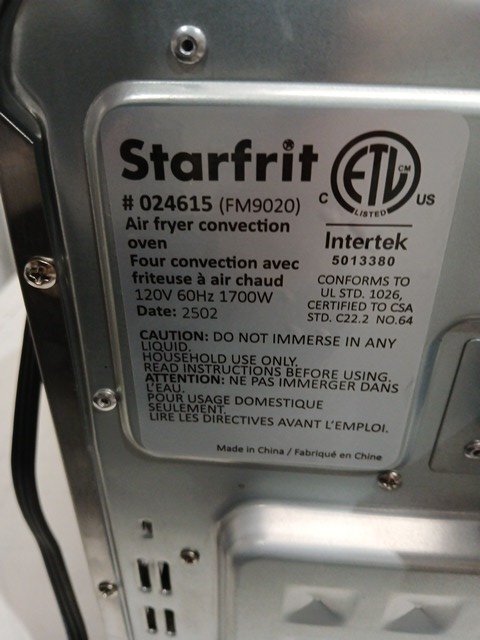 Starfrit
# 024615 (FM9020)
Air fryer convection
oven
Four convection avec
friteuse à air chaud
120V 60Hz 1700W
Date: 2502
ETL CM
LISTED
C US
Intertek
5013380
CONFORMS TO
UL STD. 1026,
CERTIFIED TO CSA
STD. C22.2 NO.64
CAUTION: DO NOT IMMERSE IN ANY
LIQUID.
HOUSEHOLD USE ONLY.
READ INSTRUCTIONS BEFORE USING.
ATTENTION: NE PAS IMMERGER DANS
L'EAU.
POUR USAGE DOMESTIQUE
SEULEMENT.
LIRE LES DIRECTIVES AVANT L'EMPLOI.
Made in China / Fabriqué en Chine